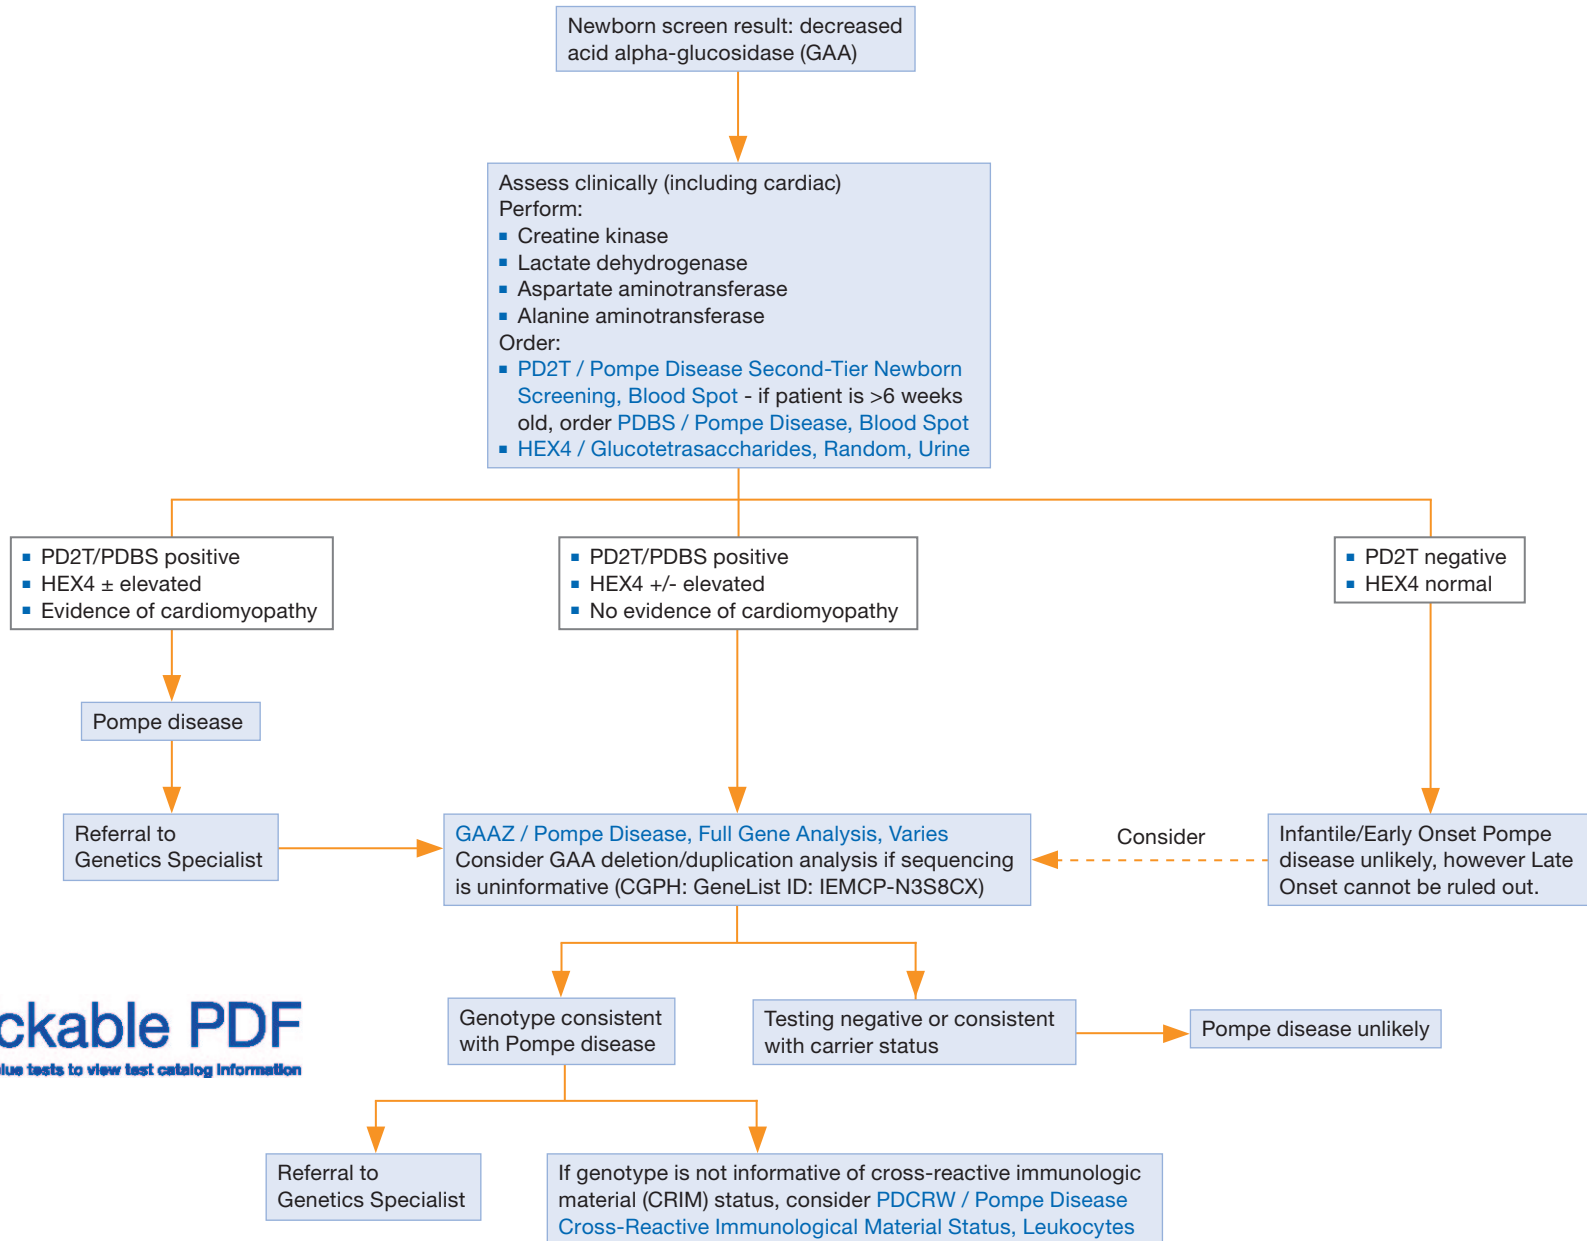 Newborn screen result: decreased
acid alpha-glucosidase (GAA)
Assess clinically (including cardiac)
Perform:
▪ Creatine kinase
▪ Lactate dehydrogenase
▪ Aspartate aminotransferase
▪ Alanine aminotransferase
Order:
▪ PD2T / Pompe Disease Second-Tier Newborn
Screening, Blood Spot - if patient is >6 weeks
old, order PDBS / Pompe Disease, Blood Spot
▪ HEX4 / Glucotetrasaccharides, Random, Urine
▪ PD2T/PDBS positive
▪ HEX4 ± elevated
▪ Evidence of cardiomyopathy
▪ PD2T/PDBS positive
▪ HEX4 +/- elevated
▪ No evidence of cardiomyopathy
▪ PD2T negative
▪ HEX4 normal
Pompe disease
Referral to
Genetics Specialist
GAAZ / Pompe Disease, Full Gene Analysis, Varies
Consider GAA deletion/duplication analysis if sequencing
is uninformative (CGPH: GeneList ID: IEMCP-N3S8CX)
Consider
Infantile/Early Onset Pompe
disease unlikely, however Late
Onset cannot be ruled out.
ckable PDF
lue tests to view test catalog information
Genotype consistent
with Pompe disease
Testing negative or consistent
with carrier status
Pompe disease unlikely
Referral to
Genetics Specialist
If genotype is not informative of cross-reactive immunologic
material (CRIM) status, consider PDCRW / Pompe Disease
Cross-Reactive Immunological Material Status, Leukocytes